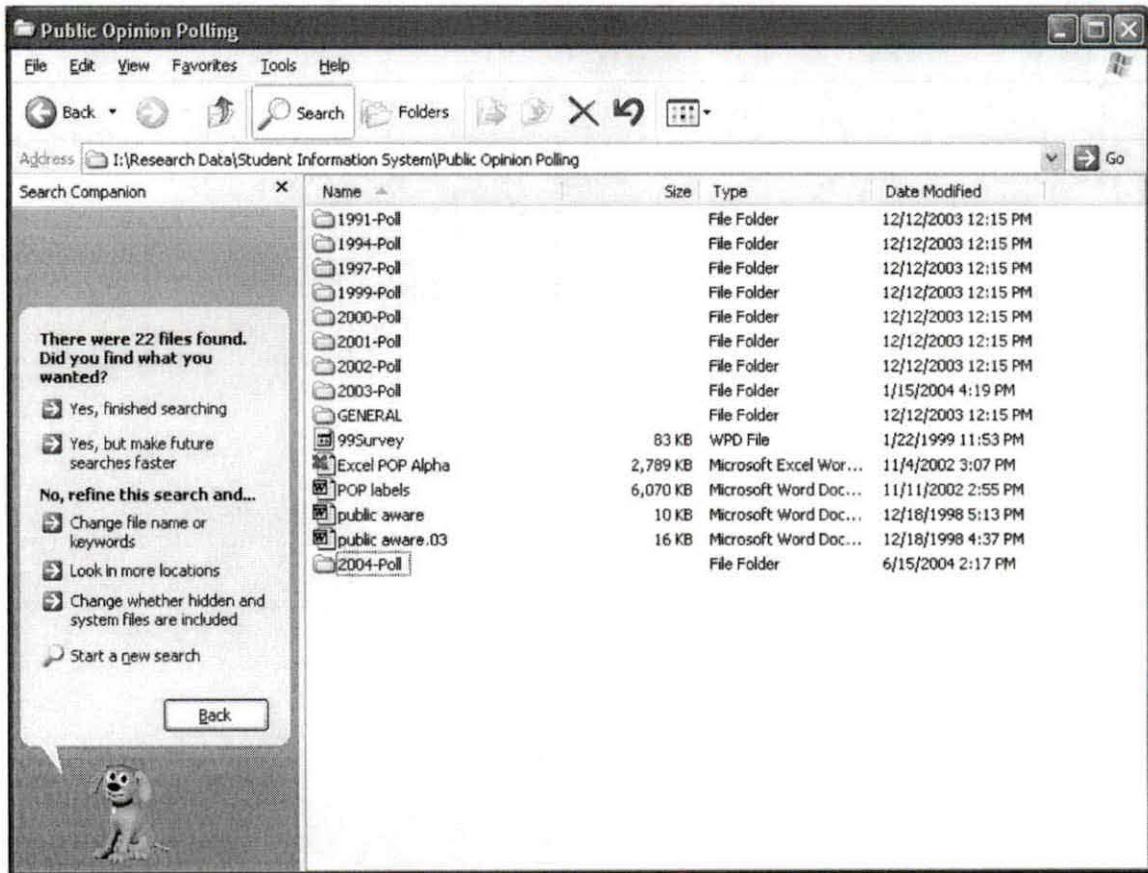 Public Opinion Polling
File Edit View Favorites Tools Help
Back Search Folders
Address I:\Research Data\Student Information System\Public Opinion Polling Go
Search Companion
There were 22 files found.
Did you find what you
wanted?
Yes, finished searching
Yes, but make future
searches faster
No, refine this search and...
Change file name or
keywords
Look in more locations
Change whether hidden and
system files are included
Start a new search
Back
Name Size Type Date Modified
1991-Poll File Folder 12/12/2003 12:15 PM
1994-Poll File Folder 12/12/2003 12:15 PM
1997-Poll File Folder 12/12/2003 12:15 PM
1999-Poll File Folder 12/12/2003 12:15 PM
2000-Poll File Folder 12/12/2003 12:15 PM
2001-Poll File Folder 12/12/2003 12:15 PM
2002-Poll File Folder 12/12/2003 12:15 PM
2003-Poll File Folder 1/15/2004 4:19 PM
GENERAL File Folder 12/12/2003 12:15 PM
99Survey 83 KB WPD File 1/22/1999 11:53 PM
Excel POP Alpha 2,789 KB Microsoft Excel Wor... 11/4/2002 3:07 PM
POP labels 6,070 KB Microsoft Word Doc... 11/11/2002 2:55 PM
public aware 10 KB Microsoft Word Doc... 12/18/1998 5:13 PM
public aware.03 16 KB Microsoft Word Doc... 12/18/1998 4:37 PM
2004-Poll File Folder 6/15/2004 2:17 PM